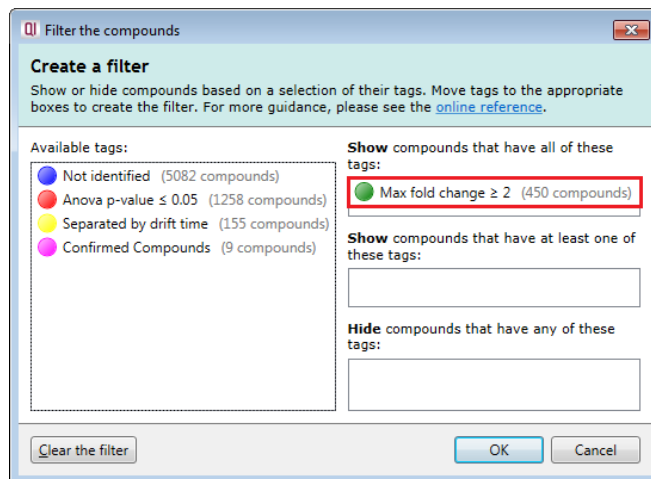 QI Filter the compounds
Create a filter
Show or hide compounds based on a selection of their tags. Move tags to the appropriate
boxes to create the filter. For more guidance, please see the online reference.
Available tags:
Not identified (5082 compounds)
Anova p-value ≤ 0.05 (1258 compounds)
Separated by drift time (155 compounds)
Confirmed Compounds (9 compounds)
Show compounds that have all of these
tags:
Max fold change ≥ 2 (450 compounds)
Show compounds that have at least one of
these tags:
Hide compounds that have any of these
tags:
Clear the filter
OK
Cancel